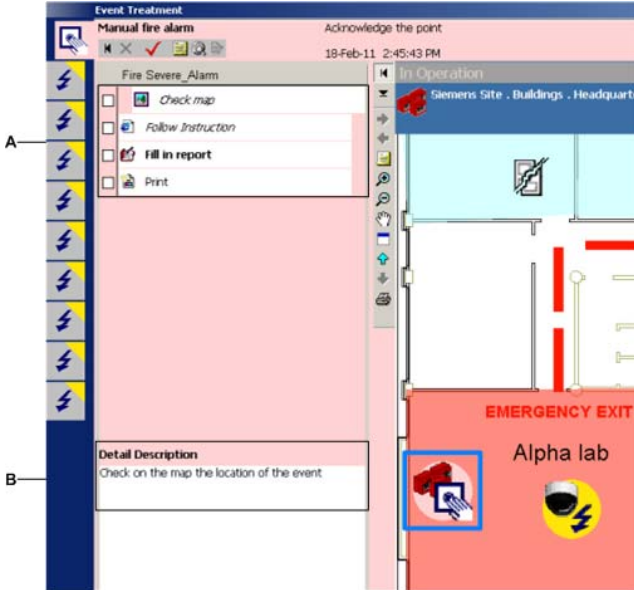 Event Treatment
Manual fire alarm
Acknowledge the point
18-Feb-11 2:45:43 PM
Fire Severe_Alarm
In Operation
Siemens Site . Buildings . Headquart
A
Check map
Follow Instruction
Fill in report
Print
EMERGENCY EXIT
Alpha lab
B
Detail Description
Check on the map the location of the event